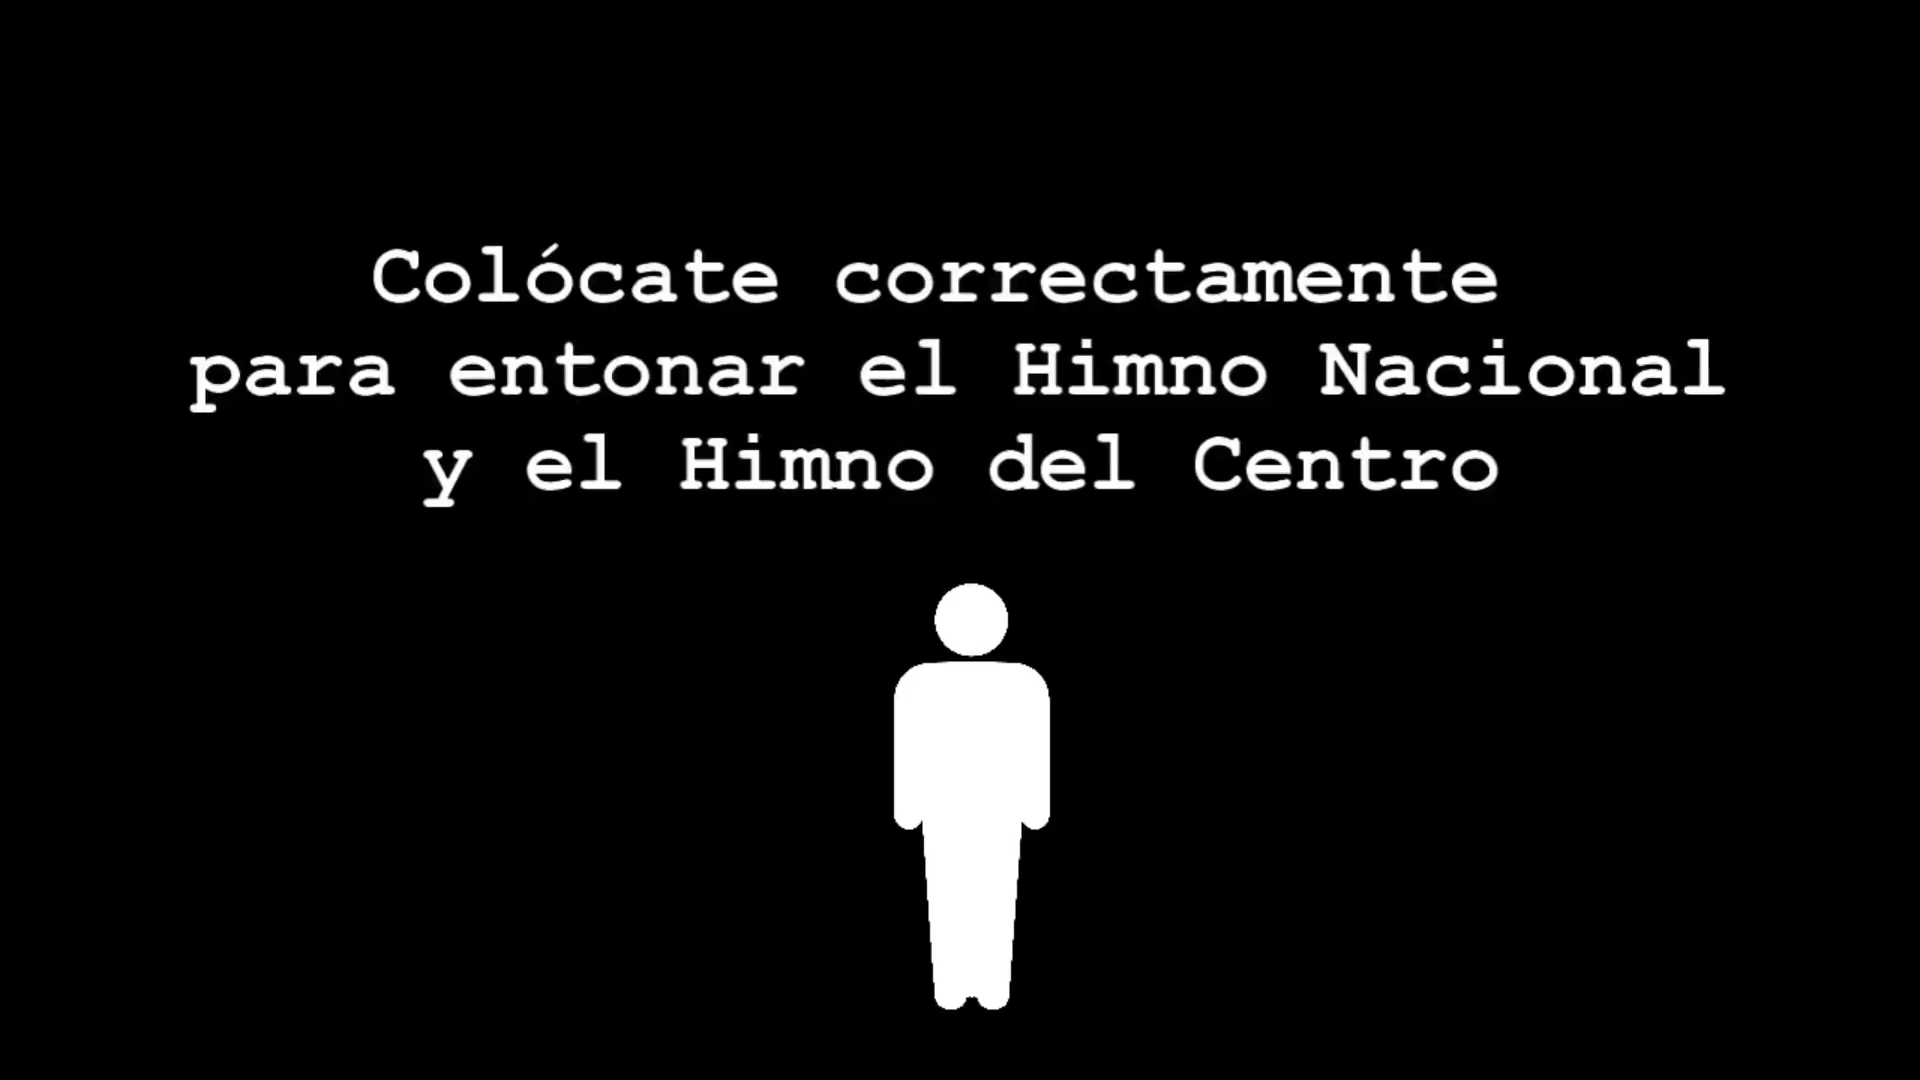 Colócate correctamente
para entonar el Himno Nacional
y el Himno del Centro